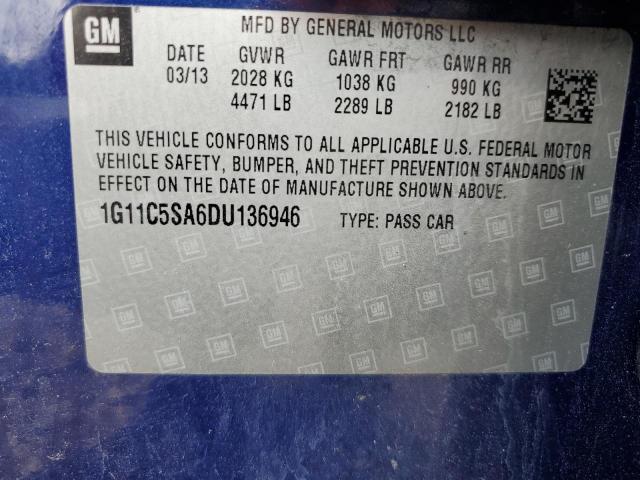 GM
MFD BY GENERAL MOTORS LLC
DATE GVWR GAWR FRT GAWR RR
03/13 2028 KG 1038 KG 990 KG
4471 LB 2289 LB 2182 LB
THIS VEHICLE CONFORMS TO ALL APPLICABLE U.S. FEDERAL MOTOR
VEHICLE SAFETY, BUMPER, AND THEFT PREVENTION STANDARDS IN
EFFECT ON THE DATE OF MANUFACTURE SHOWN ABOVE.
1G11C5SA6DU136946 TYPE: PASS CAR